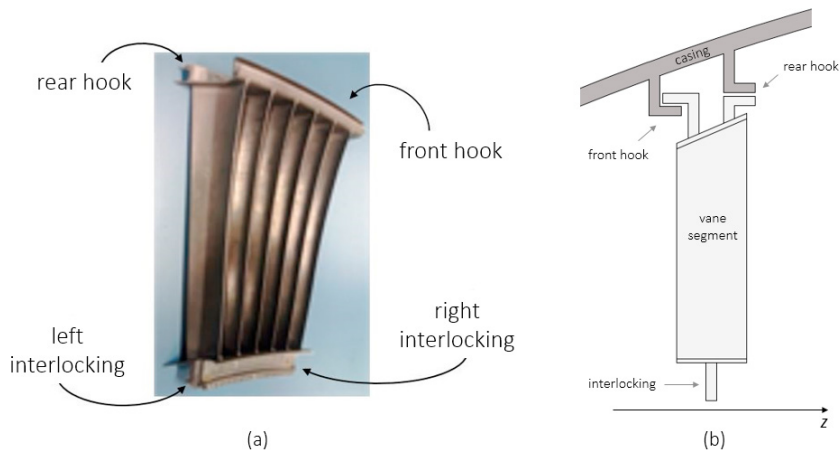 rear hook
front hook
left
interlocking
right
interlocking
(a)
casing
rear hook
front hook
vane
segment
interlocking
z
(b)